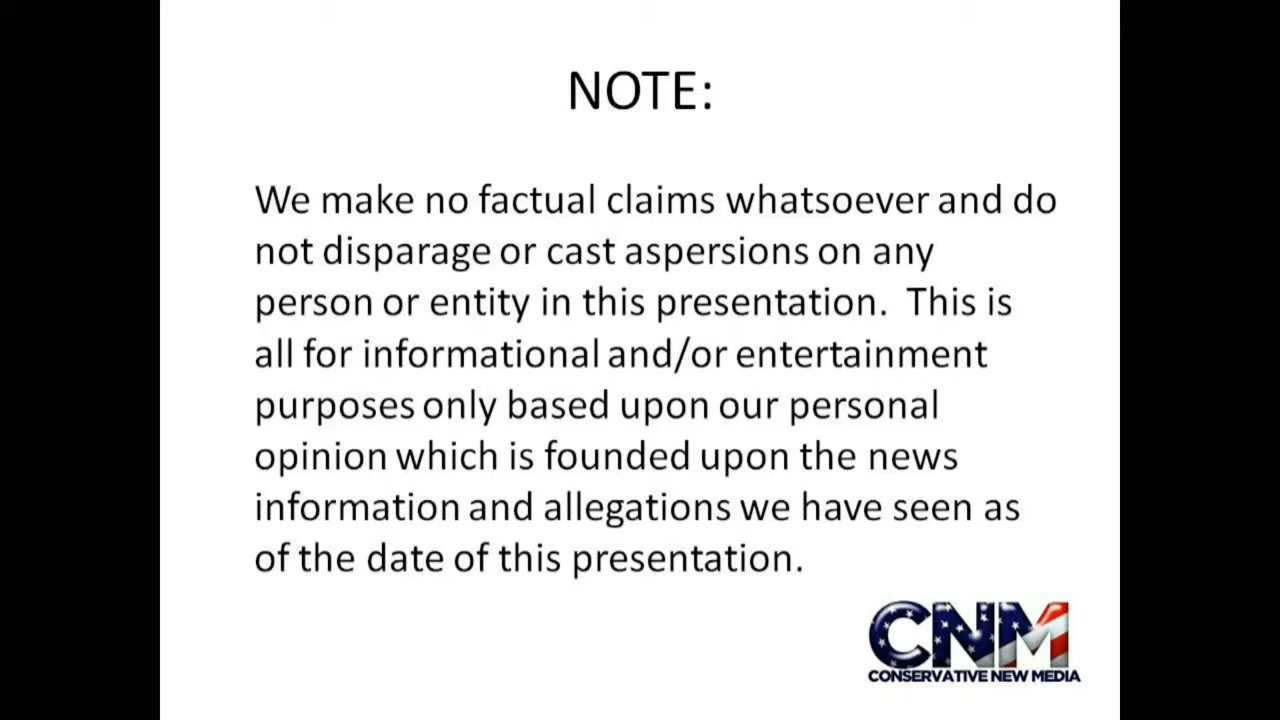 NOTE:
We make no factual claims whatsoever and do
not disparage or cast aspersions on any
person or entity in this presentation.  This is
all for informational and/or entertainment
purposes only based upon our personal
opinion which is founded upon the news
information and allegations we have seen as
of the date of this presentation.
CNM
CONSERVATIVE NEW MEDIA